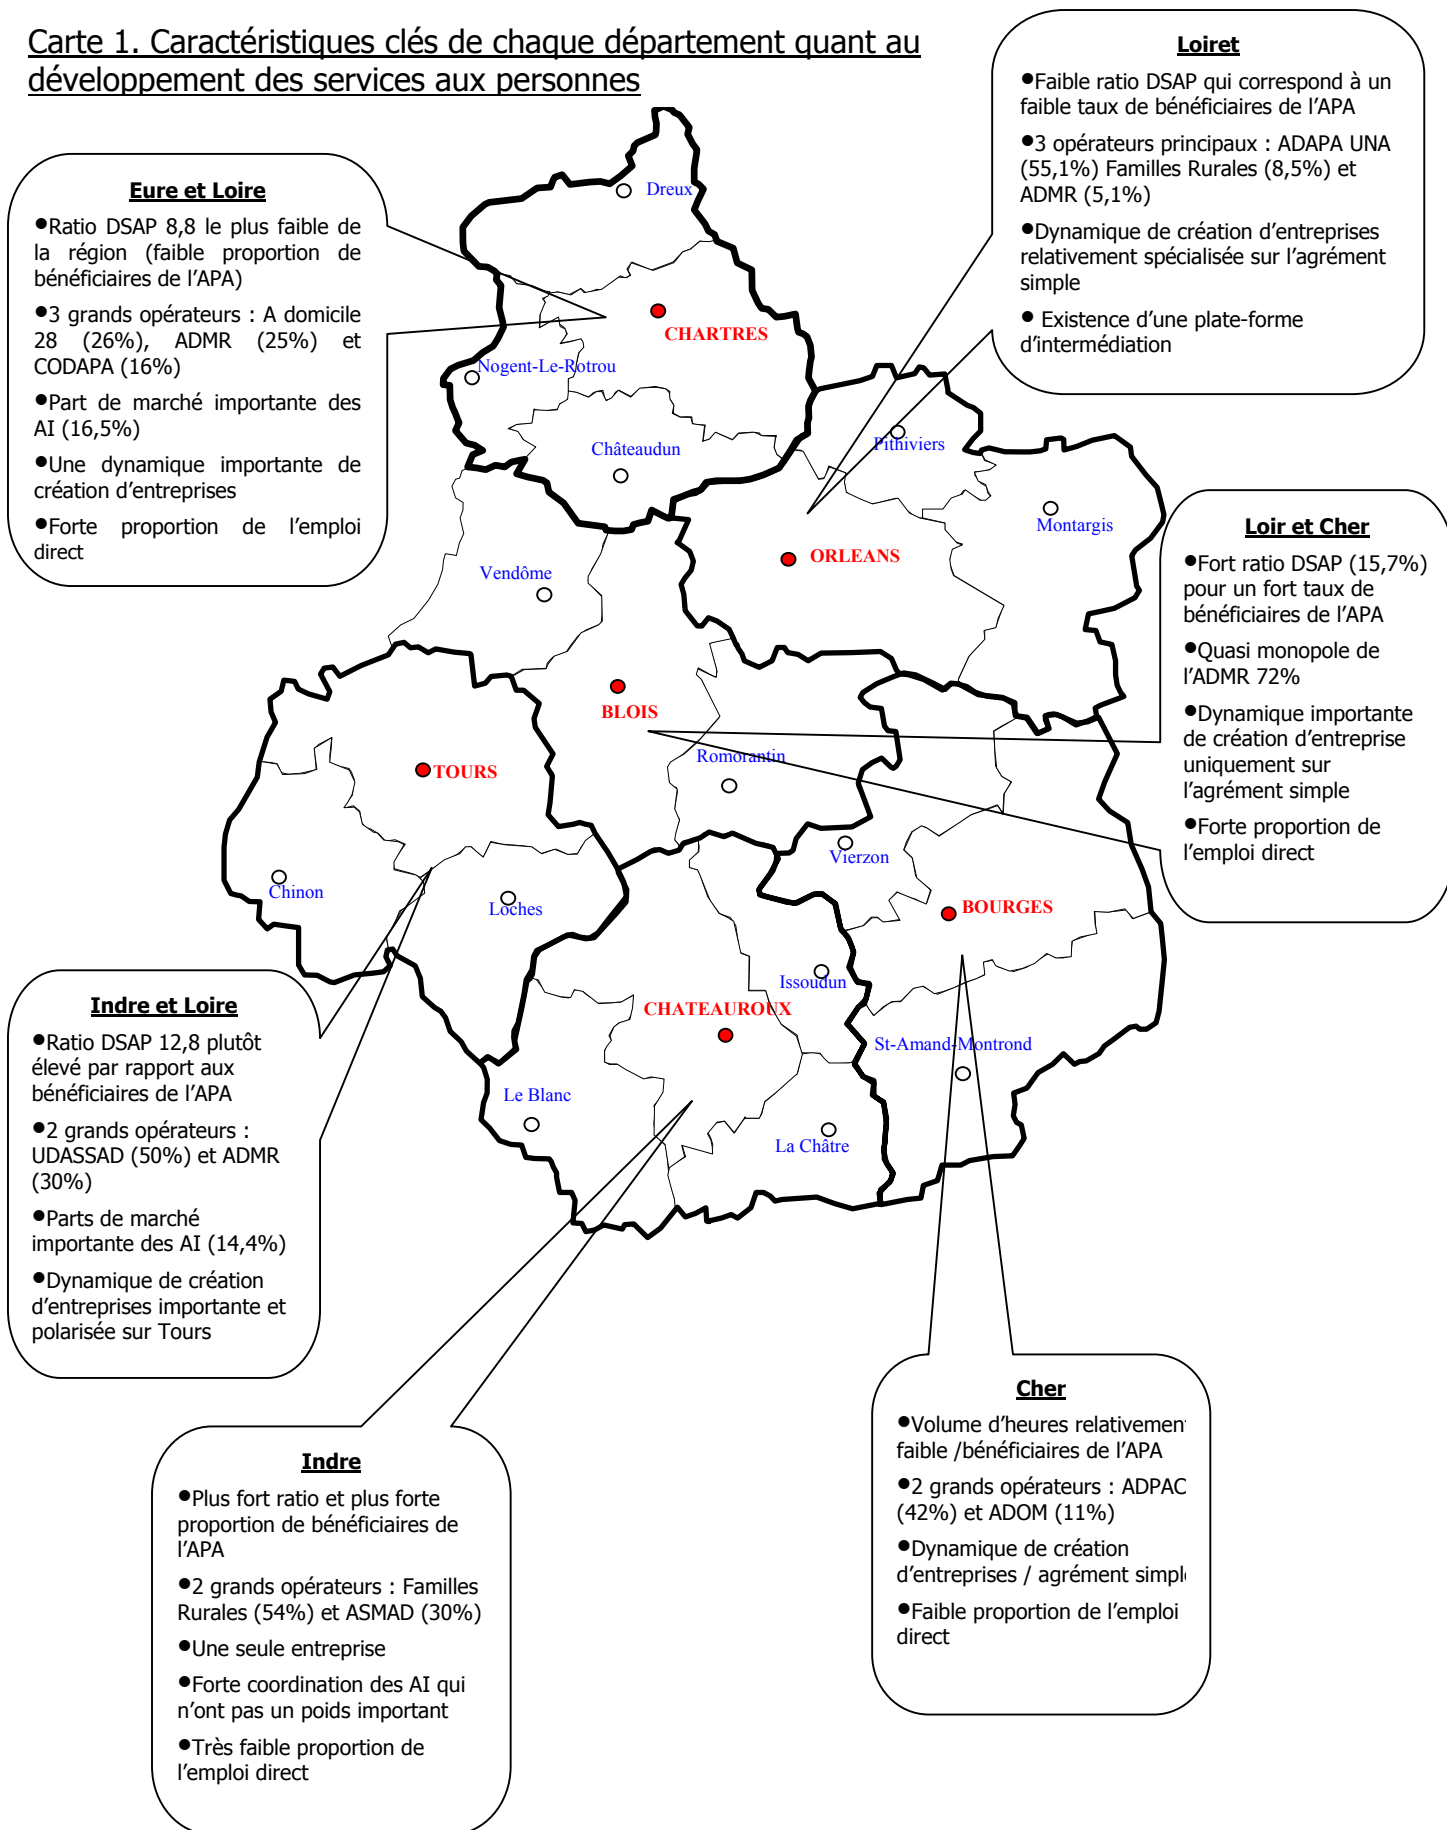 Carte 1. Caractéristiques clés de chaque département quant au
développement des services aux personnes
Loiret
●Faible ratio DSAP qui correspond à un
faible taux de bénéficiaires de l’APA
●3 opérateurs principaux : ADAPA UNA
(55,1%) Familles Rurales (8,5%) et
ADMR (5,1%)
●Dynamique de création d’entreprises
relativement spécialisée sur l’agrément
simple
● Existence d’une plate-forme
d’intermédiation
Eure et Loire
●Ratio DSAP 8,8 le plus faible de
la région (faible proportion de
bénéficiaires de l’APA)
●3 grands opérateurs : A domicile
28 (26%), ADMR (25%) et
CODAPA (16%)
●Part de marché importante des
AI (16,5%)
●Une dynamique importante de
création d’entreprises
●Forte proportion de l’emploi
direct
Dreux
CHARTRES
Nogent-Le-Rotrou
Châteaudun
Pithiviers
Montargis
ORLEANS
Vendôme
BLOIS
Romorantin
TOURS
Chinon
Loches
Vierzon
BOURGES
Issoudun
CHATEAUROUX
St-Amand-Montrond
Le Blanc
La Châtre
Loir et Cher
●Fort ratio DSAP (15,7%)
pour un fort taux de
bénéficiaires de l’APA
●Quasi monopole de
l’ADMR 72%
●Dynamique importante
de création d’entreprise
uniquement sur
l’agrément simple
●Forte proportion de
l’emploi direct
Indre et Loire
●Ratio DSAP 12,8 plutôt
élevé par rapport aux
bénéficiaires de l’APA
●2 grands opérateurs :
UDASSAD (50%) et ADMR
(30%)
●Parts de marché
importante des AI (14,4%)
●Dynamique de création
d’entreprises importante et
polarisée sur Tours
Indre
●Plus fort ratio et plus forte
proportion de bénéficiaires de
l’APA
●2 grands opérateurs : Familles
Rurales (54%) et ASMAD (30%)
●Une seule entreprise
●Forte coordination des AI qui
n’ont pas un poids important
●Très faible proportion de
l’emploi direct
Cher
●Volume d’heures relativement
faible /bénéficiaires de l’APA
●2 grands opérateurs : ADPAC
(42%) et ADOM (11%)
●Dynamique de création
d’entreprises / agrément simple
●Faible proportion de l’emploi
direct